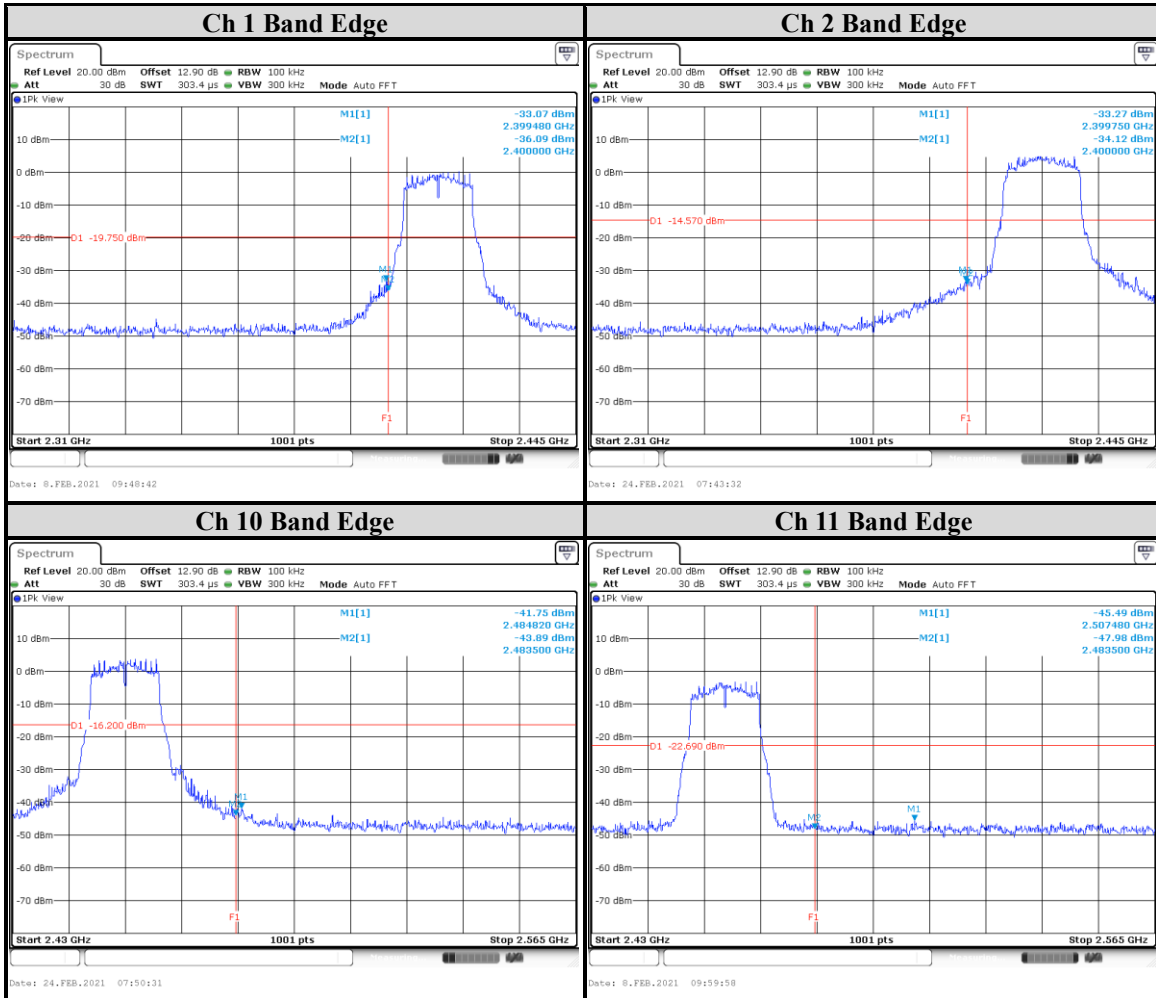 Ch 1 Band Edge
Spectrum
Ref Level 20.00 dBm Offset 12.90 dB RBW 100 kHz
Att 30 dB SWT 303.4 µs VBW 300 kHz Mode Auto FFT
1Pk View
M1[1] -33.07 dBm
2.399480 GHz
10 dBm M2[1] -36.09 dBm
2.400000 GHz
0 dBm
-10 dBm
D1 -19.750 dBm
-20 dBm
-30 dBm
M1
-40 dBm
-50 dBm
-60 dBm
-70 dBm
F1
Start 2.31 GHz 1001 pts Stop 2.445 GHz
Date: 8.FEB.2021 09:48:42
Ch 2 Band Edge
Spectrum
Ref Level 20.00 dBm Offset 12.90 dB RBW 100 kHz
Att 30 dB SWT 303.4 µs VBW 300 kHz Mode Auto FFT
1Pk View
M1[1] -33.27 dBm
2.399750 GHz
10 dBm M2[1] -34.12 dBm
2.400000 GHz
0 dBm
-10 dBm
D1 -14.570 dBm
-20 dBm
-30 dBm
-40 dBm
-50 dBm
-60 dBm
-70 dBm
F1
Start 2.31 GHz 1001 pts Stop 2.445 GHz
Date: 24.FEB.2021 07:43:32
Ch 10 Band Edge
Spectrum
Ref Level 20.00 dBm Offset 12.90 dB RBW 100 kHz
Att 30 dB SWT 303.4 µs VBW 300 kHz Mode Auto FFT
1Pk View
M1[1] -41.75 dBm
2.484820 GHz
10 dBm M2[1] -43.89 dBm
2.483500 GHz
0 dBm
-10 dBm
D1 -16.200 dBm
-20 dBm
-30 dBm
-40 dBm M1
-50 dBm
-60 dBm
-70 dBm
F1
Start 2.43 GHz 1001 pts Stop 2.565 GHz
Date: 24.FEB.2021 07:50:31
Ch 11 Band Edge
Spectrum
Ref Level 20.00 dBm Offset 12.90 dB RBW 100 kHz
Att 30 dB SWT 303.4 µs VBW 300 kHz Mode Auto FFT
1Pk View
M1[1] -45.49 dBm
2.507480 GHz
10 dBm M2[1] -47.98 dBm
2.483500 GHz
0 dBm
-10 dBm
-20 dBm
D1 -22.690 dBm
-30 dBm
-40 dBm
M2 M1
-50 dBm
-60 dBm
-70 dBm
F1
Start 2.43 GHz 1001 pts Stop 2.565 GHz
Date: 8.FEB.2021 09:59:58